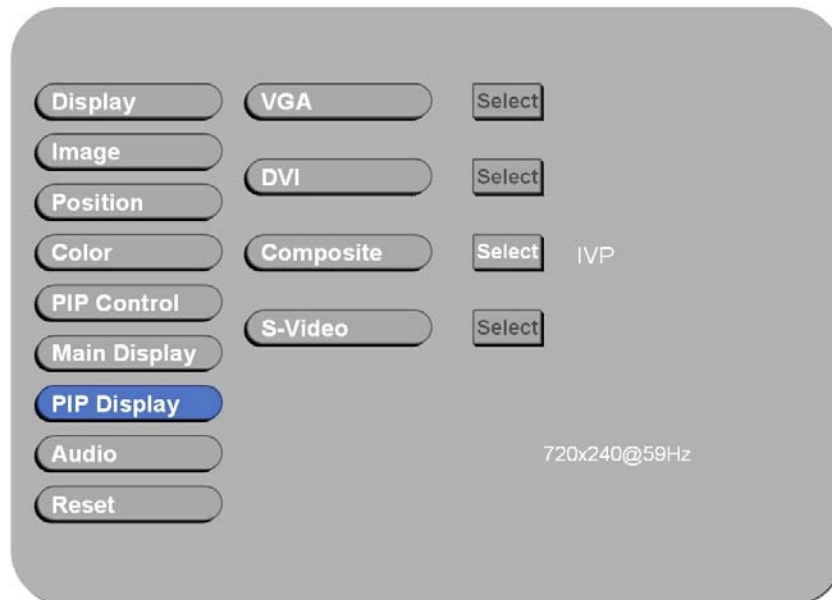 Display
Image
Position
Color
PIP Control
Main Display
PIP Display
Audio
Reset
VGA Select
DVI Select
Composite Select IVP
S-Video Select
720x240@59Hz